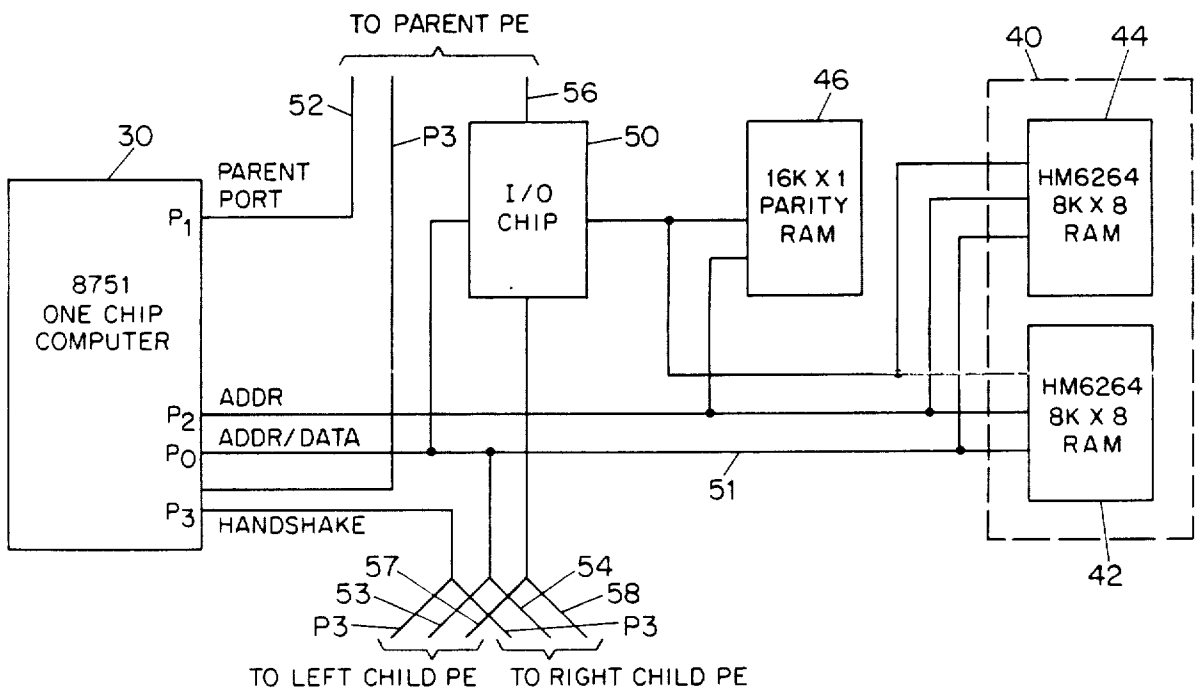 TO PARENT PE
40
44
52
56
46
P3
50
30
PARENT
PORT
P1
I/O
CHIP
16K X 1
PARITY
RAM
HM6264
8K X 8
RAM
8751
ONE CHIP
COMPUTER
HM6264
8K X 8
RAM
ADDR
P2
ADDR/DATA
P0
51
P3
HANDSHAKE
57
54
42
53
58
P3
P3
TO LEFT CHILD PE
TO RIGHT CHILD PE